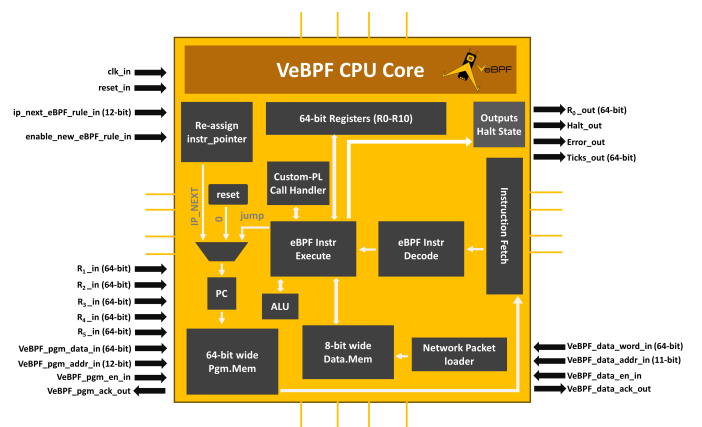 VeBPF CPU Core
VeBPF
clk_in
reset_in
ip_next_eBPF_rule_in (12-bit)
enable_new_eBPF_rule_in
Re-assign
instr_pointer
64-bit Registers (R0-R10)
Outputs
Halt State
R0_out (64-bit)
Halt_out
Error_out
Ticks_out (64-bit)
Custom-PL
Call Handler
reset
IP_NEXT
0
jump
eBPF Instr
Execute
eBPF Instr
Decode
Instruction Fetch
PC
ALU
R1_in (64-bit)
R2_in (64-bit)
R3_in (64-bit)
R4_in (64-bit)
R5_in (64-bit)
VeBPF_pgm_data_in (64-bit)
VeBPF_pgm_addr_in (12-bit)
VeBPF_pgm_en_in
VeBPF_pgm_ack_out
64-bit wide
Pgm.Mem
8-bit wide
Data.Mem
Network Packet
loader
VeBPF_data_word_in (64-bit)
VeBPF_data_addr_in (11-bit)
VeBPF_data_en_in
VeBPF_data_ack_out